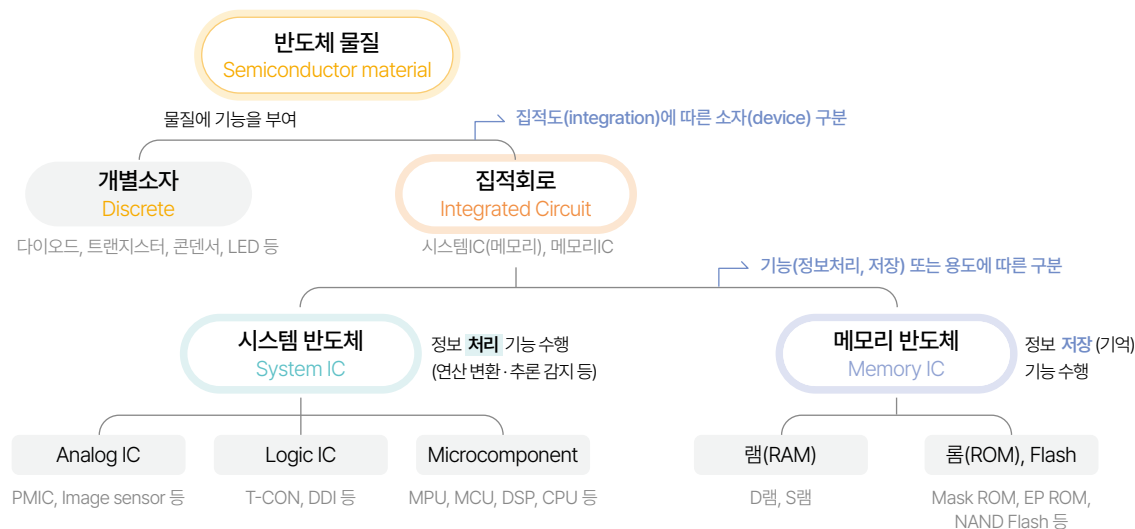 반도체 물질
Semiconductor material
물질에 기능을 부여
집적도(integration)에 따른 소자(device) 구분
개별소자
Discrete
다이오드, 트랜지스터, 콘덴서, LED 등
집적회로
Integrated Circuit
시스템IC(메모리), 메모리IC
기능(정보처리, 저장) 또는 용도에 따른 구분
시스템 반도체
System IC
정보 처리 기능 수행
(연산 변환 · 추론 감지 등)
메모리 반도체
Memory IC
정보 저장 (기억)
기능 수행
Analog IC
PMIC, Image sensor 등
Logic IC
T-CON, DDI 등
Microcomponent
MPU, MCU, DSP, CPU 등
램(RAM)
D램, S램
롬(ROM), Flash
Mask ROM, EP ROM,
NAND Flash 등